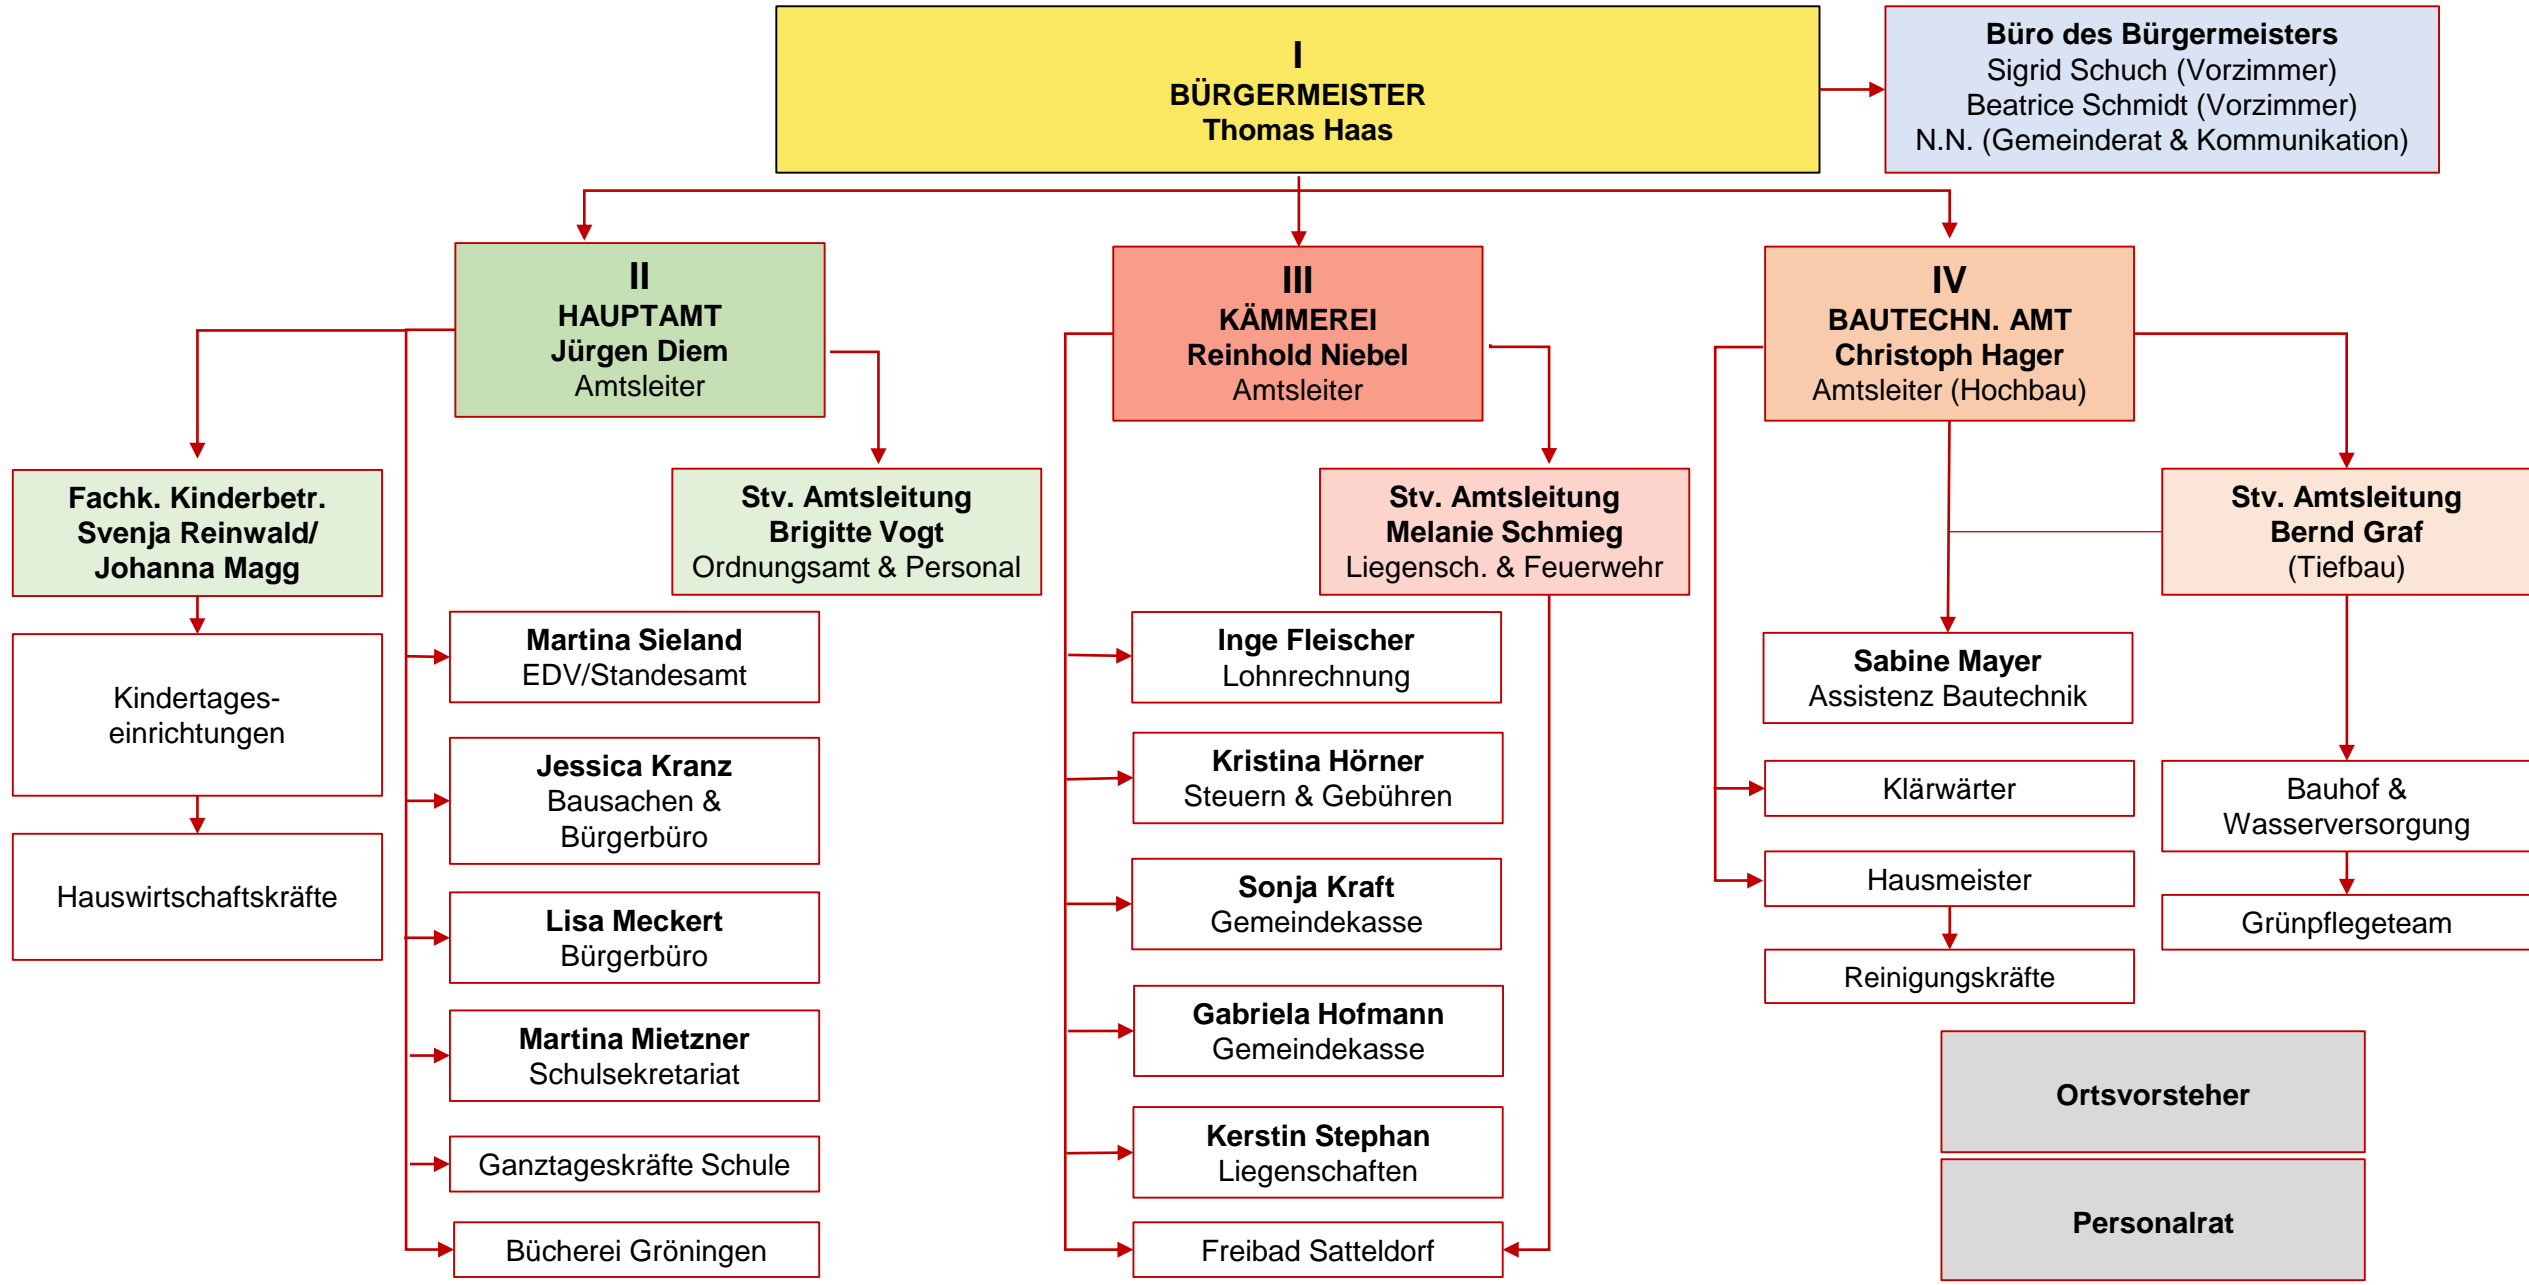 I
BÜRGERMEISTER
Thomas Haas
Büro des Bürgermeisters
Sigrid Schuch (Vorzimmer)
Beatrice Schmidt (Vorzimmer)
N.N. (Gemeinderat & Kommunikation)
II
HAUPTAMT
Jürgen Diem
Amtsleiter
III
KÄMMEREI
Reinhold Niebel
Amtsleiter
IV
BAUTECHN. AMT
Christoph Hager
Amtsleiter (Hochbau)
Fachk. Kinderbetr.
Svenja Reinwald/
Johanna Magg
Stv. Amtsleitung
Brigitte Vogt
Ordnungsamt & Personal
Stv. Amtsleitung
Melanie Schmieg
Liegensch. & Feuerwehr
Stv. Amtsleitung
Bernd Graf
(Tiefbau)
Kindertages-
einrichtungen
Hauswirtschaftskräfte
Martina Sieland
EDV/Standesamt
Jessica Kranz
Bausachen &
Bürgerbüro
Lisa Meckert
Bürgerbüro
Martina Mietzner
Schulsekretariat
Ganztageskräfte Schule
Bücherei Gröningen
Inge Fleischer
Lohnrechnung
Kristina Hörner
Steuern & Gebühren
Sonja Kraft
Gemeindekasse
Gabriela Hofmann
Gemeindekasse
Kerstin Stephan
Liegenschaften
Freibad Satteldorf
Sabine Mayer
Assistenz Bautechnik
Klärwärter
Hausmeister
Reinigungskräfte
Bauhof &
Wasserversorgung
Grünpflegeteam
Ortsvorsteher
Personalrat